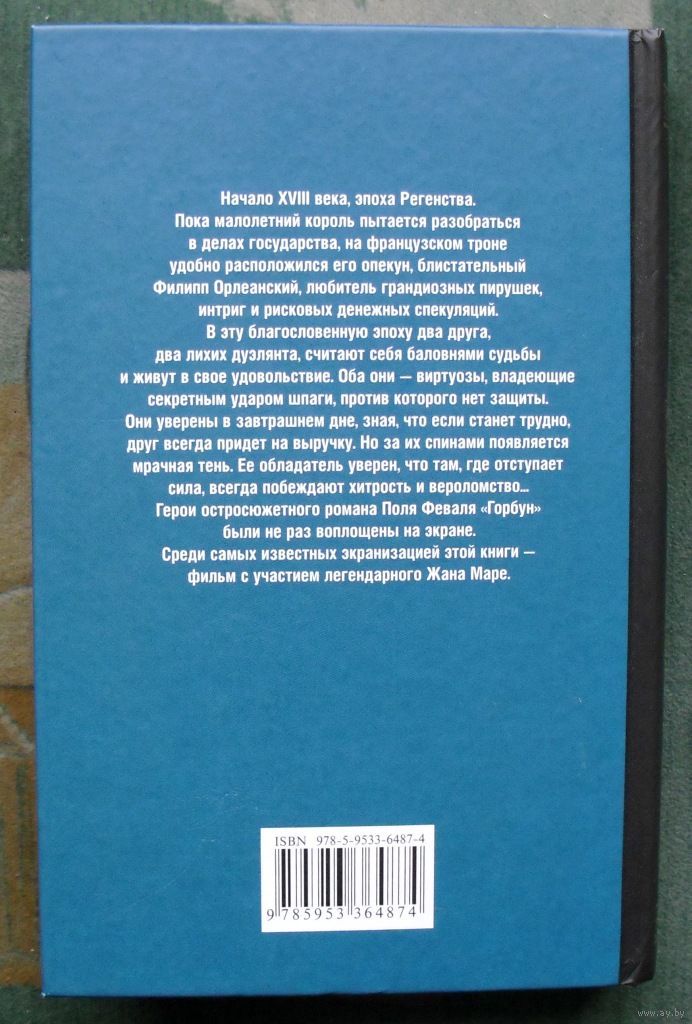 Начало XVIII века, эпоха Регенства.
Пока малолетний король пытается разобраться
в делах государства, на французском троне
удобно расположился его опекун, блистательный
Филипп Орлеанский, любитель грандиозных пирушек,
интриг и рисковых денежных спекуляций.
В эту благословенную эпоху два друга,
два лихих дуэлянта, считают себя баловнями судьбы
и живут в свое удовольствие. Оба они – виртуозы, владеющие
секретным ударом шпаги, против которого нет защиты.
Они уверены в завтрашнем дне, зная, что если станет трудно,
друг всегда придет на выручку. Но за их спинами появляется
мрачная тень. Ее обладатель уверен, что там, где отступает
сила, всегда побеждают хитрость и вероломство...
Герои остросюжетного романа Поля Феваля «Горбун»
были не раз воплощены на экране.
Среди самых известных экранизацией этой книги –
фильм с участием легендарного Жана Маре.
ISBN 978-5-9533-6487-4
9 785953 364874
www.ay.by